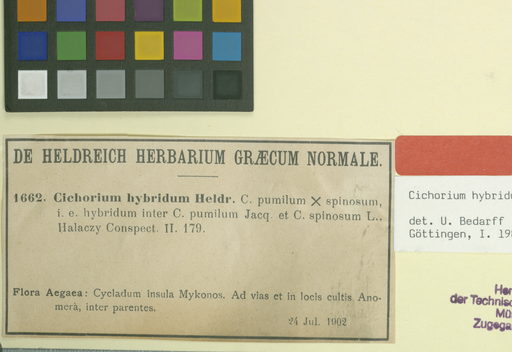 DE HELDREICH HERBARIUM GRÆCUM NORMALE.
1662. Cichorium hybridum Heldr. C. pumilum × spinosum,
i. e. hybridum inter C. pumilum Jacq. et C. spinosum L..
Halaczy Conspect. II. 179.
Flora Aegaea: Cycladum insula Mykonos. Ad vias et in locis cultis Ano-
merà, inter parentes.
24 Jul. 1902
Cichorium hybrid
det. U. Bedarff
Göttingen, I. 19
Her
der Technisc
Mü
Zugega